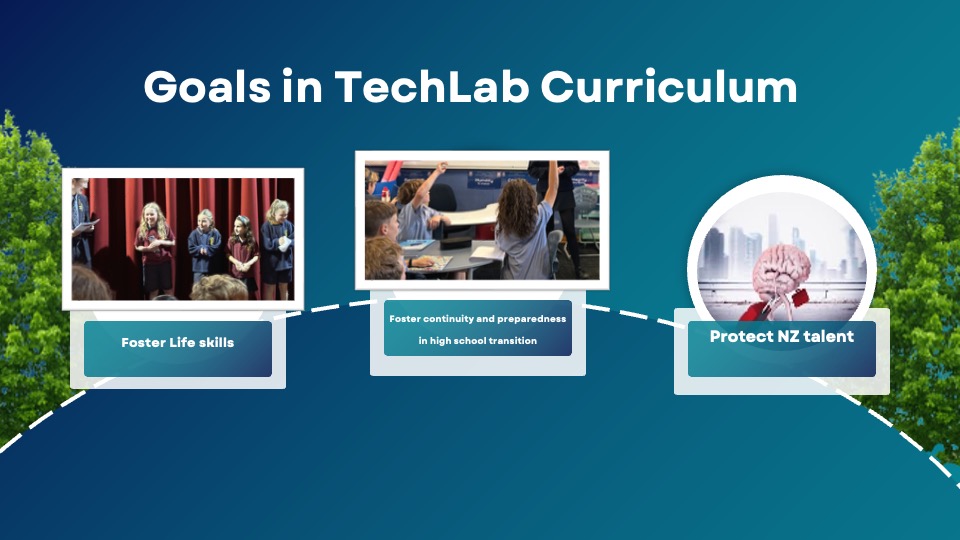 Goals in TechLab Curriculum
Foster Life skills
Foster continuity and preparedness
in high school transition
Protect NZ talent